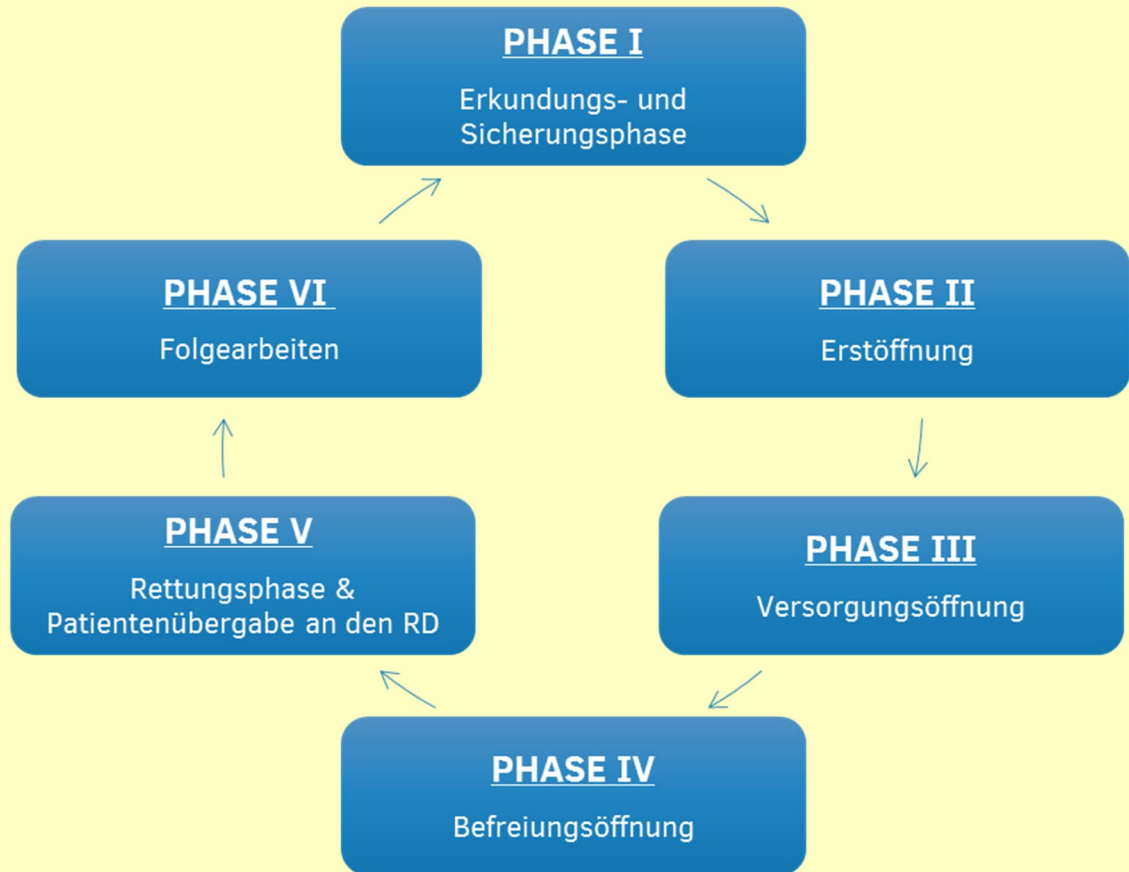 PHASE I
Erkundungs- und
Sicherungsphase
PHASE II
Erstöffnung
PHASE III
Versorgungsöffnung
PHASE IV
Befreiungsöffnung
PHASE V
Rettungsphase &
Patientenübergabe an den RD
PHASE VI
Folgearbeiten